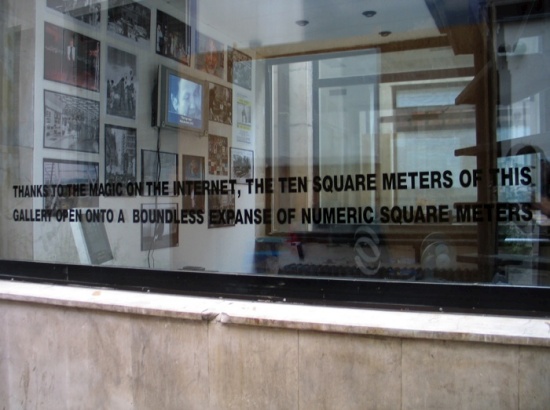 THANKS TO THE MAGIC ON THE INTERNET, THE TEN SQUARE METERS OF THIS
GALLERY OPEN ONTO A BOUNDLESS EXPANSE OF NUMERIC SQUARE METERS